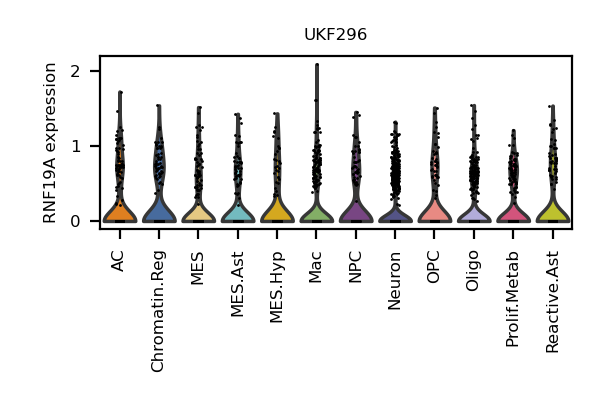 UKF296
RNF19A expression
2
1
0
AC
Chromatin.Reg
MES
MES.Ast
MES.Hyp
Mac
NPC
Neuron
OPC
Oligo
Prolif.Metab
Reactive.Ast